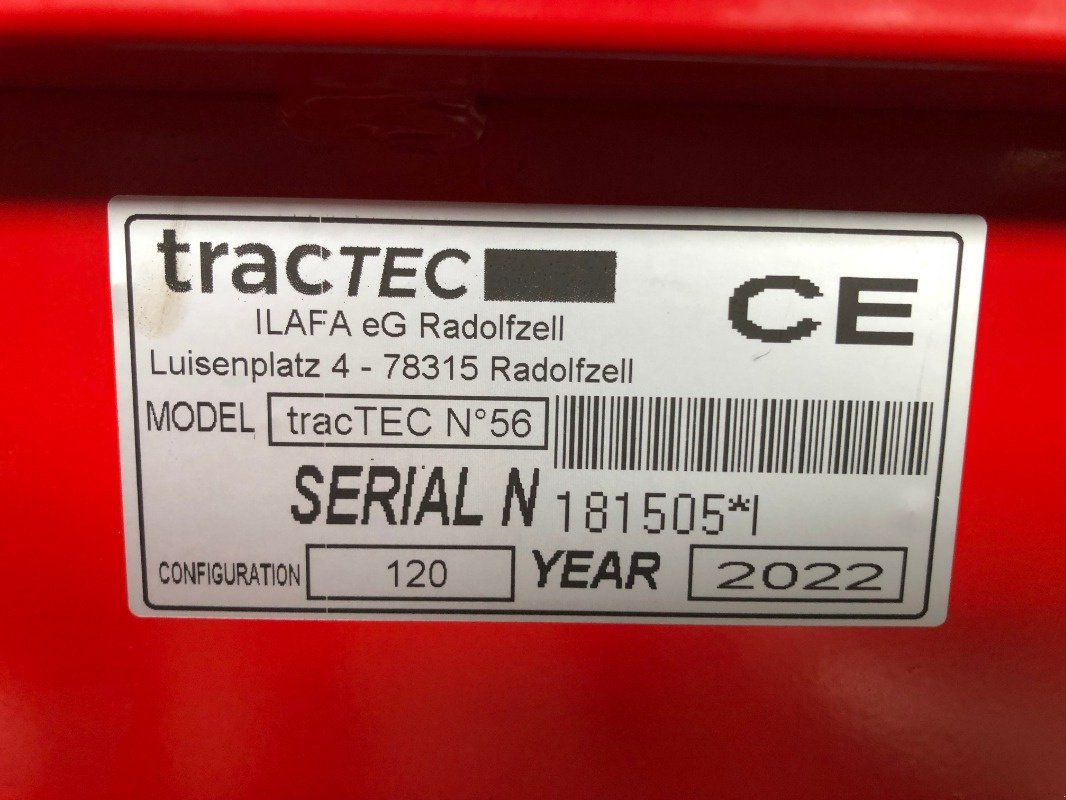 tracTEC
CE
ILAFA eG Radolfzell
Luisenplatz 4 - 78315 Radolfzell
MODEL tracTEC N°56
SERIAL N 181505*I
CONFIGURATION 120 YEAR 2022